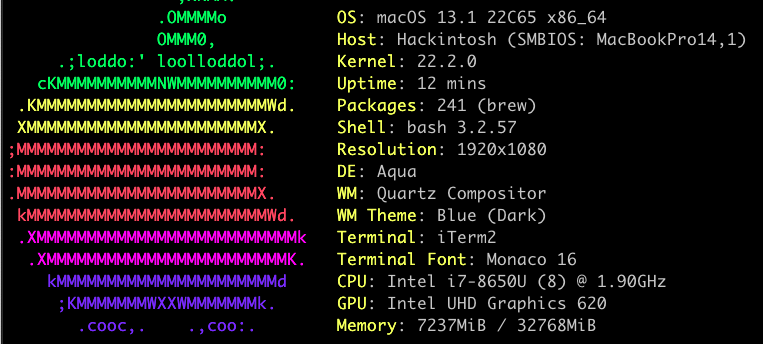 .OMMMMo OS: macOS 13.1 22C65 x86_64
OMMM0, Host: Hackintosh (SMBIOS: MacBookPro14,1)
.;loddo:' loolloddol;. Kernel: 22.2.0
cKMMMMMMMMMMNWMMMMMMMMMM0: Uptime: 12 mins
.KMMMMMMMMMMMMMMMMMMMMMMMWd. Packages: 241 (brew)
XMMMMMMMMMMMMMMMMMMMMMMMX. Shell: bash 3.2.57
;MMMMMMMMMMMMMMMMMMMMMMMM: Resolution: 1920x1080
:MMMMMMMMMMMMMMMMMMMMMMMM: DE: Aqua
.MMMMMMMMMMMMMMMMMMMMMMMMX. WM: Quartz Compositor
kMMMMMMMMMMMMMMMMMMMMMMMMWd. WM Theme: Blue (Dark)
.XMMMMMMMMMMMMMMMMMMMMMMMMMMk Terminal: iTerm2
.XMMMMMMMMMMMMMMMMMMMMMMMMK. Terminal Font: Monaco 16
kMMMMMMMMMMMMMMMMMMMMMMd CPU: Intel i7-8650U (8) @ 1.90GHz
;KMMMMMMMWXXWMMMMMMMk. GPU: Intel UHD Graphics 620
.cooc,. .,coo:. Memory: 7237MiB / 32768MiB